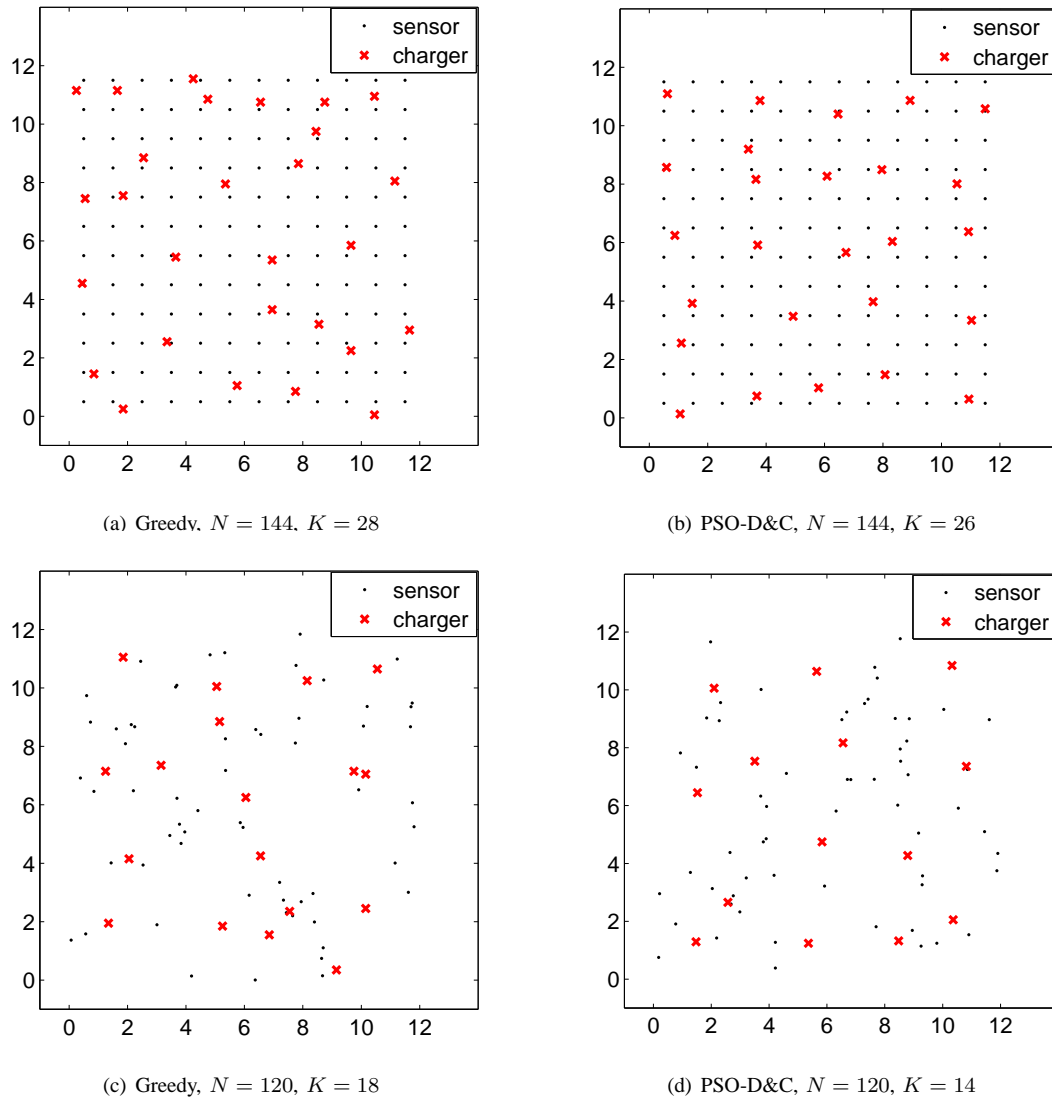 sensor
charger
12
10
8
6
4
2
0
0 2 4 6 8 10 12
(a) Greedy, N = 144, K = 28
sensor
charger
12
10
8
6
4
2
0
0 2 4 6 8 10 12
(b) PSO-D&C, N = 144, K = 26
sensor
charger
12
10
8
6
4
2
0
0 2 4 6 8 10 12
(c) Greedy, N = 120, K = 18
sensor
charger
12
10
8
6
4
2
0
0 2 4 6 8 10 12
(d) PSO-D&C, N = 120, K = 14